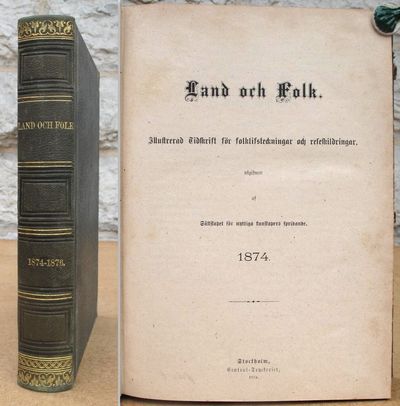 LAND OCH FOLK
1874-1876.
Land och Folk.
Illustrerad Tidskrift för folklifsteckningar och reseskildringar,
utgifven
af
Sällskapet för nyttiga kunskapers spridande.
1874.
Stockholm,
Central-Tryckeriet,
1874.